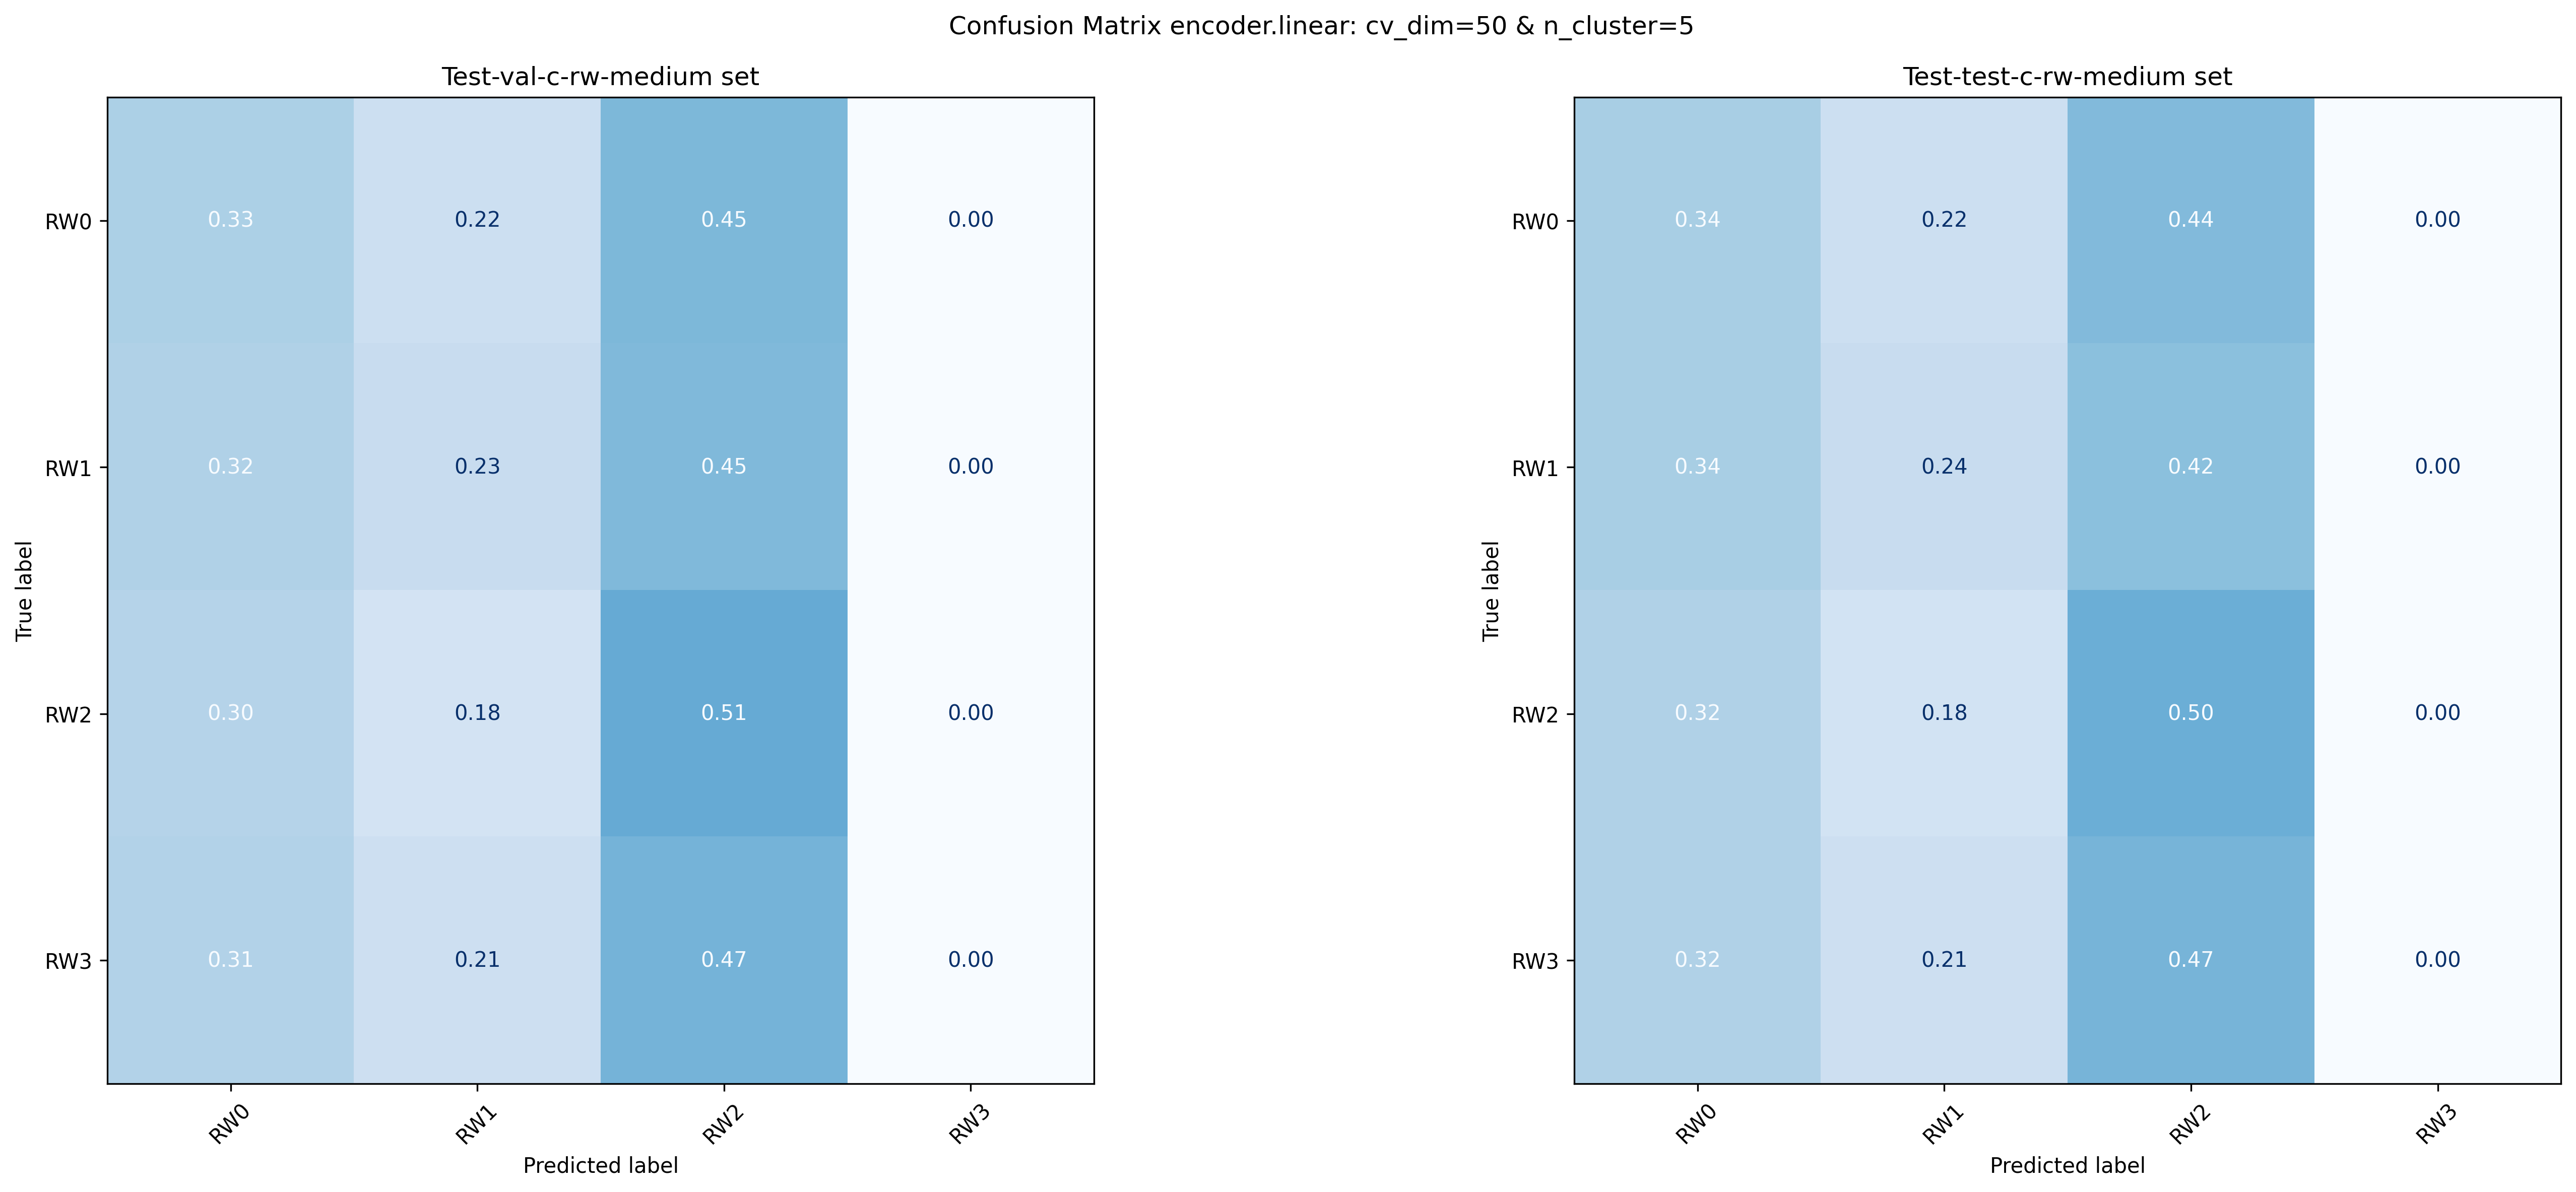 Confusion Matrix encoder.linear: cv_dim=50 & n_cluster=5
Test-val-c-rw-medium set
True label
RW0 0.33 0.22 0.45 0.00
RW1 0.32 0.23 0.45 0.00
RW2 0.30 0.18 0.51 0.00
RW3 0.31 0.21 0.47 0.00
RW0 RW1 RW2 RW3
Predicted label
Test-test-c-rw-medium set
True label
RW0 0.34 0.22 0.44 0.00
RW1 0.34 0.24 0.42 0.00
RW2 0.32 0.18 0.50 0.00
RW3 0.32 0.21 0.47 0.00
RW0 RW1 RW2 RW3
Predicted label